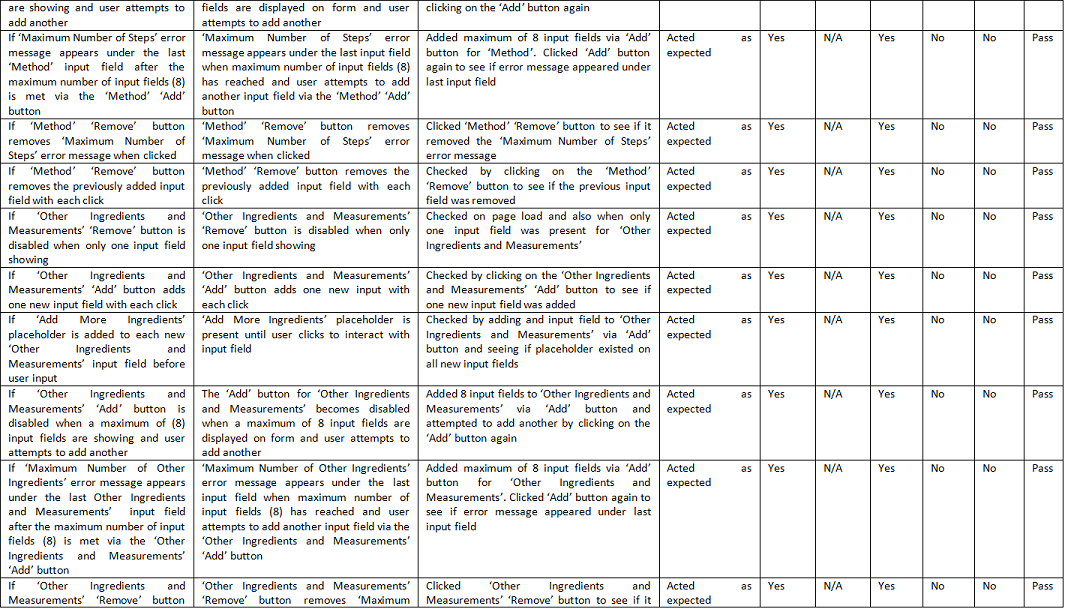 are showing and user attempts to
add another
fields are displayed on form and user
attempts to add another
clicking on the ‘Add’ button again
If ‘Maximum Number of Steps’ error
message appears under the last
‘Method’ input field after the
maximum number of input fields (8)
is met via the ‘Method’ ‘Add’
button
‘Maximum Number of Steps’ error
message appears under the last input field
when maximum number of input fields (8)
has reached and user attempts to add
another input field via the ‘Method’ ‘Add’
button
Added maximum of 8 input fields via ‘Add’
button for ‘Method’. Clicked ‘Add’ button
again to see if error message appeared under
last input field
Acted as
expected
Yes
N/A
Yes
No
No
Pass
If ‘Method’ ‘Remove’ button
removes ‘Maximum Number of
Steps’ error message when clicked
‘Method’ ‘Remove’ button removes
‘Maximum Number of Steps’ error
message when clicked
Clicked ‘Method’ ‘Remove’ button to see if it
removed the ‘Maximum Number of Steps’
error message
Acted as
expected
Yes
N/A
Yes
No
No
Pass
If ‘Method’ ‘Remove’ button
removes the previously added input
field with each click
‘Method’ ‘Remove’ button removes the
previously added input field with each
click
Checked by clicking on the ‘Method’
‘Remove’ button to see if the previous input
field was removed
Acted as
expected
Yes
N/A
Yes
No
No
Pass
If ‘Other Ingredients and
Measurements’ ‘Remove’ button is
disabled when only one input field
showing
‘Other Ingredients and Measurements’
‘Remove’ button is disabled when only
one input field showing
Checked on page load and also when only
one input field was present for ‘Other
Ingredients and Measurements’
Acted as
expected
Yes
N/A
Yes
No
No
Pass
If ‘Other Ingredients and
Measurements’ ‘Add’ button adds
one new input field with each click
‘Other Ingredients and Measurements’
‘Add’ button adds one new input with
each click
Checked by clicking on the ‘Other Ingredients
and Measurements’ ‘Add’ button to see if
one new input field was added
Acted as
expected
Yes
N/A
Yes
No
No
Pass
If ‘Add More Ingredients’
placeholder is added to each new
‘Other Ingredients and
Measurements’ input field before
user input
‘Add More Ingredients’ placeholder is
present until user clicks to interact with
input field
Checked by adding and input field to ‘Other
Ingredients and Measurements’ via ‘Add’
button and seeing if placeholder existed on
all new input fields
Acted as
expected
Yes
N/A
Yes
No
No
Pass
If ‘Other Ingredients and
Measurements’ ‘Add’ button is
disabled when a maximum of (8)
input fields are showing and user
attempts to add another
The ‘Add’ button for ‘Other Ingredients
and Measurements’ becomes disabled
when a maximum of 8 input fields are
displayed on form and user attempts to
add another
Added 8 input fields to ‘Other Ingredients and
Measurements’ via ‘Add’ button and
attempted to add another by clicking on the
‘Add’ button again
Acted as
expected
Yes
N/A
Yes
No
No
Pass
If ‘Maximum Number of Other
Ingredients’ error message appears
under the last Other Ingredients
and Measurements’ input field
after the maximum number of input
fields (8) is met via the ‘Other
Ingredients and Measurements’
‘Add’ button
‘Maximum Number of Other Ingredients’
error message appears under the last
input field when maximum number of
input fields (8) has reached and user
attempts to add another input field via the
‘Other Ingredients and Measurements’
‘Add’ button
Added maximum of 8 input fields via ‘Add’
button for ‘Other Ingredients and
Measurements’. Clicked ‘Add’ button again to
see if error message appeared under last
input field
Acted as
expected
Yes
N/A
Yes
No
No
Pass
If ‘Other Ingredients and
Measurements’ ‘Remove’ button
‘Other Ingredients and Measurements’
‘Remove’ button removes ‘Maximum
Clicked ‘Other Ingredients and
Measurements’ ‘Remove’ button to see if it
Acted as
expected
Yes
N/A
Yes
No
No
Pass